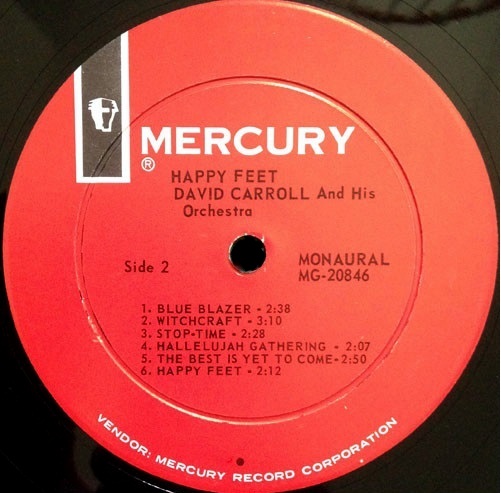 MERCURY
®
HAPPY FEET
DAVID CARROLL And His
Orchestra
Side 2
MONAURAL
MG-20846
1. BLUE BLAZER - 2:38
2. WITCHCRAFT - 3:10
3. STOP-TIME - 2:28
4. HALLELUJAH GATHERING - 2:07
5. THE BEST IS YET TO COME-2:50
6. HAPPY FEET - 2:12
VENDOR: MERCURY RECORD CORPORATION